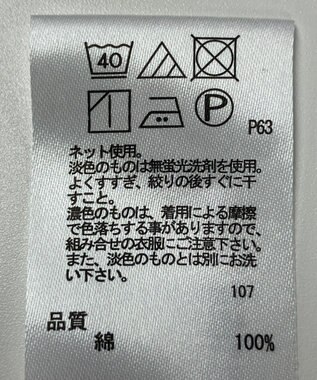 40
P
P63
ネット使用。
淡色のものは無蛍光洗剤を使用。
よくすすぎ、絞りの後すぐに干
すこと。
濃色のものは、着用による摩擦
で色落ちする事がありますので、
組み合せの衣服にご注意下さい。
また、淡色のものとは別にお洗
い下さい。
107
品質
綿 100%